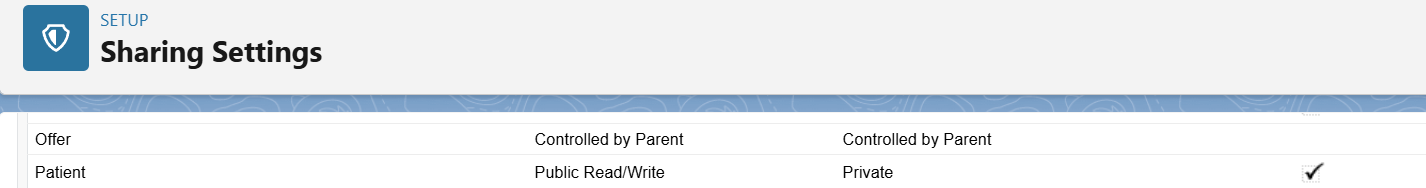 SETUP
Sharing Settings
Offer Controlled by Parent Controlled by Parent
Patient Public Read/Write Private